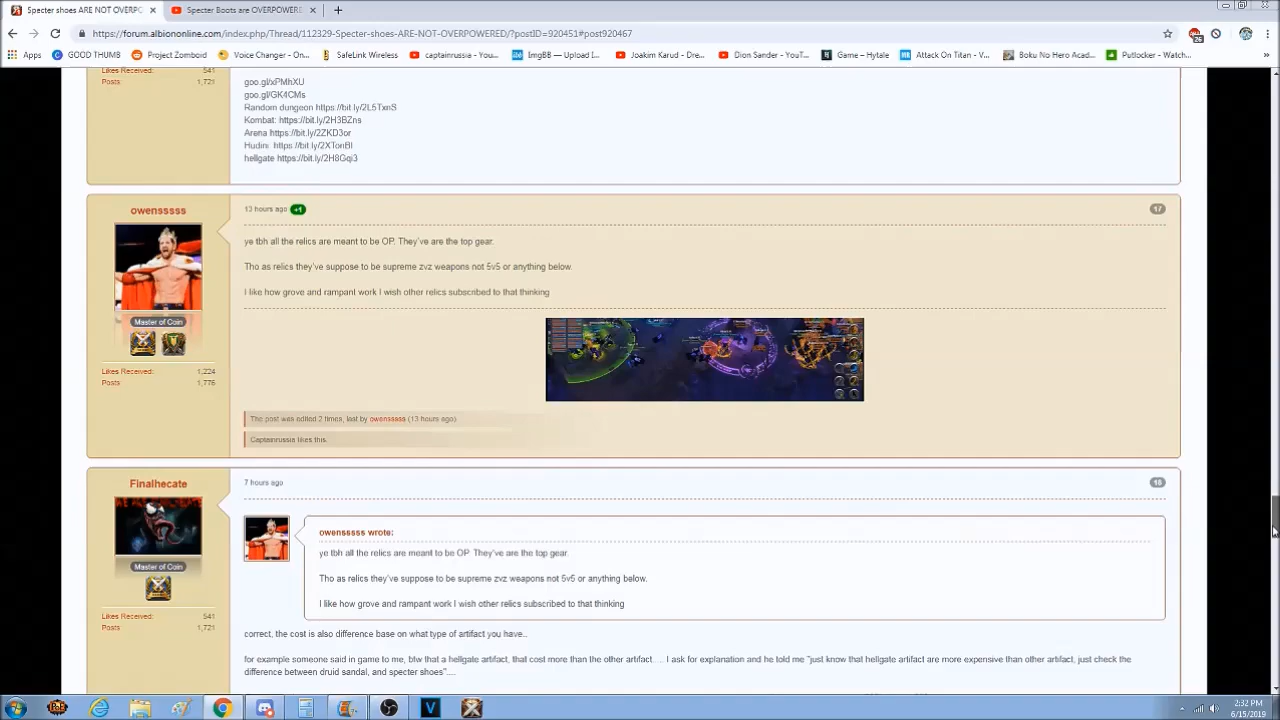 Specter shoes ARE NOT OVERPO
Specter Boots are OVERPOWER
https://forum.albiononline.com/index.php/Thread/112329-Specter-shoes-ARE-NOT-OVERPOWERED/?postID=920451#post920467
Apps GOOD THUMB Project Zomboid Voice Changer - On... SafeLink Wireless captainrussia - You... ImgBB — Upload I... Joakim Karud - Dre... Dion Sander - YouT... Game – Hytale Attack On Titan - V... Boku No Hero Acad... Putlocker - Watch...
Likes Received: 541
Posts: 1,721
goo.gl/xPMhXU
goo.gl/GK4CMs
Random dungeon https://bit.ly/2L5TxnS
Kombat: https://bit.ly/2H3BZns
Arena https://bit.ly/2ZKD3or
Hudini: https://bit.ly/2XTonBI
hellgate https://bit.ly/2H8Gqi3
owensssss
Master of Coin
Likes Received: 1,224
Posts: 1,776
13 hours ago +1
17
ye tbh all the relics are meant to be OP. They've are the top gear.
Tho as relics they've suppose to be supreme zvz weapons not 5v5 or anything below.
I like how grove and rampant work I wish other relics subscribed to that thinking
The post was edited 2 times, last by owensssss (13 hours ago).
Captainrussia likes this.
Finalhecate
Master of Coin
Likes Received: 541
Posts: 1,721
7 hours ago
18
owensssss wrote:
ye tbh all the relics are meant to be OP. They've are the top gear.
Tho as relics they've suppose to be supreme zvz weapons not 5v5 or anything below.
I like how grove and rampant work I wish other relics subscribed to that thinking
correct, the cost is also difference base on what type of artifact you have..
for example someone said in game to me, btw that a hellgate artifact, that cost more than the other artifact.... I ask for explanation and he told me "just know that hellgate artifact are more expensive than other artifact, just check the
difference between druid sandal, and specter shoes"....
2:32 PM
6/15/2019